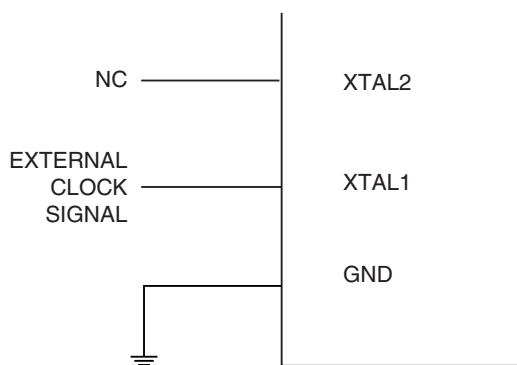 NC
XTAL2
EXTERNAL
CLOCK
SIGNAL
XTAL1
GND